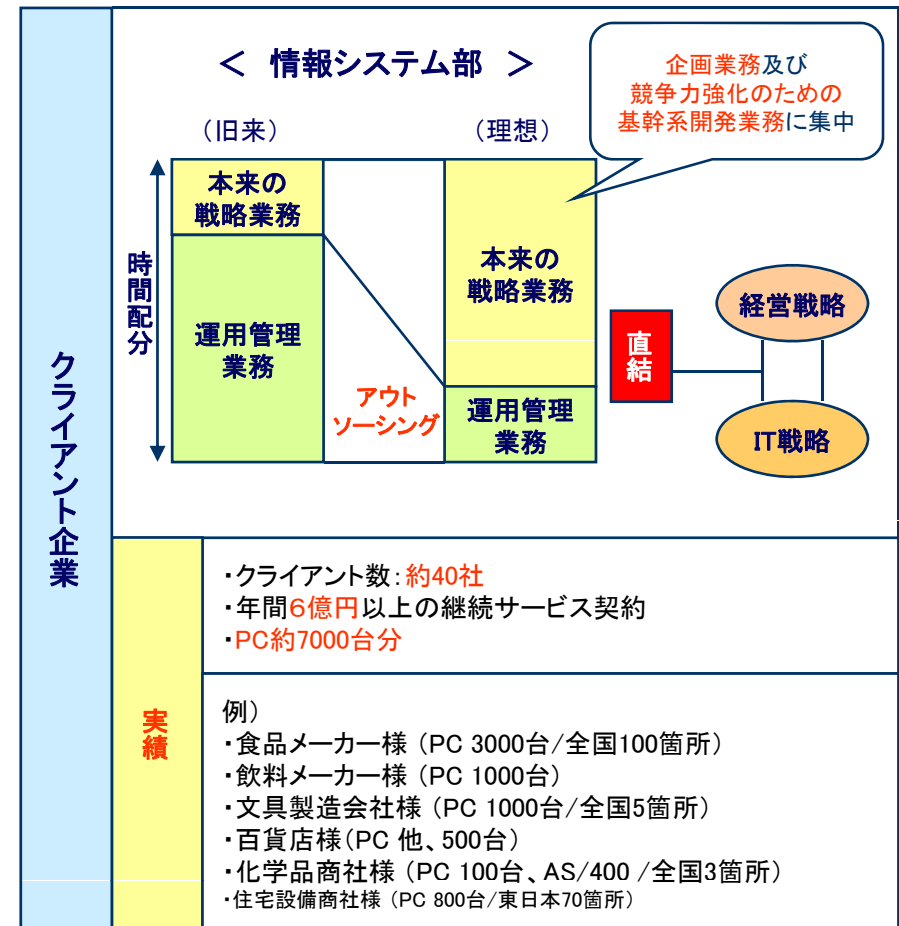 クライアント企業
＜ 情報システム部 ＞
企画業務及び
競争力強化のための
基幹系開発業務に集中
（旧来）
（理想）
時間配分
本来の
戦略業務
運用管理
業務
アウト
ソーシング
本来の
戦略業務
運用管理
業務
直結
経営戦略
IT戦略
実績
・クライアント数：約40社
・年間６億円以上の継続サービス契約
・PC約7000台分
例）
・食品メーカー様 （PC 3000台/全国100箇所）
・飲料メーカー様 （PC 1000台）
・文具製造会社様 （PC 1000台/全国5箇所）
・百貨店様（PC 他、500台）
・化学品商社様 （PC 100台、AS/400 /全国3箇所）
・住宅設備商社様 （PC 800台/東日本70箇所）